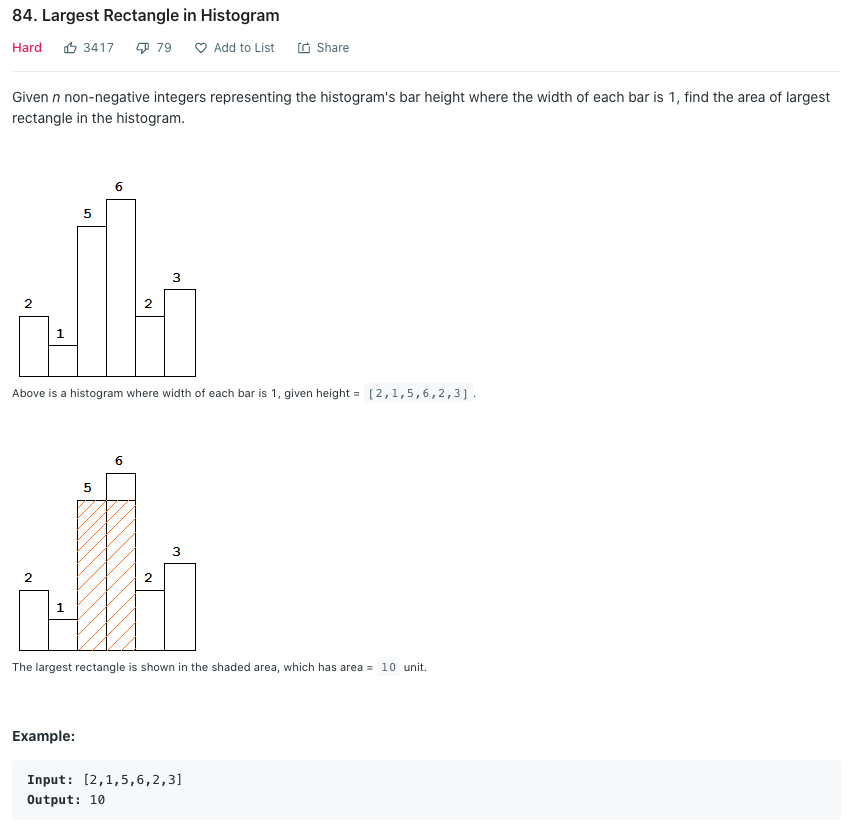 84. Largest Rectangle in Histogram
Hard 3417 79 Add to List Share
Given n non-negative integers representing the histogram's bar height where the width of each bar is 1, find the area of largest
rectangle in the histogram.
6
5
3
2 2
1
Above is a histogram where width of each bar is 1, given height = [2,1,5,6,2,3] .
6
5
3
2 2
1
The largest rectangle is shown in the shaded area, which has area = 10 unit.
Example:
Input: [2,1,5,6,2,3]
Output: 10